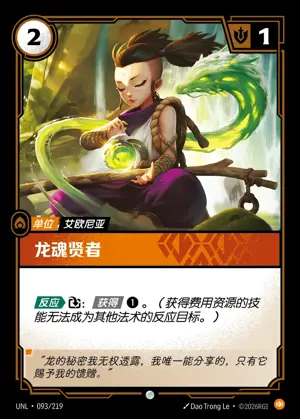 2
1
单位 艾欧尼亚
龙魂贤者
反应 : 获得 1 。（获得费用资源的技
能无法成为其他法术的反应目标。）
"龙的秘密我无权透露，我唯一能分享的，只有它
赐予我的馈赠。"
UNL • 093/219
Dao Trong Le
©2026RGI